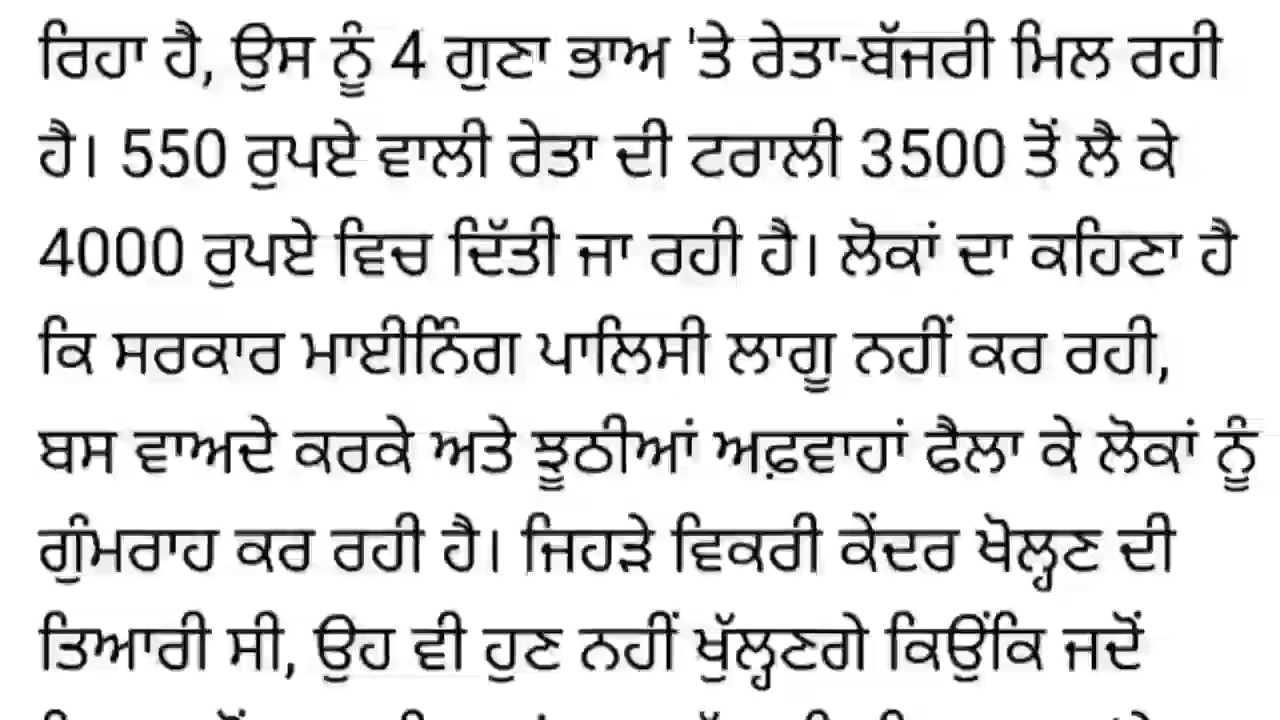 ਰਿਹਾ ਹੈ, ਉਸ ਨੂੰ 4 ਗੁਣਾ ਭਾਅ 'ਤੇ ਰੇਤਾ-ਬੱਜਰੀ ਮਿਲ ਰਹੀ
ਹੈ। 550 ਰੁਪਏ ਵਾਲੀ ਰੇਤਾ ਦੀ ਟਰਾਲੀ 3500 ਤੋਂ ਲੈ ਕੇ
4000 ਰੁਪਏ ਵਿਚ ਦਿੱਤੀ ਜਾ ਰਹੀ ਹੈ। ਲੋਕਾਂ ਦਾ ਕਹਿਣਾ ਹੈ
ਕਿ ਸਰਕਾਰ ਮਾਈਨਿੰਗ ਪਾਲਿਸੀ ਲਾਗੂ ਨਹੀਂ ਕਰ ਰਹੀ,
ਬਸ ਵਾਅਦੇ ਕਰਕੇ ਅਤੇ ਝੂਠੀਆਂ ਅਫ਼ਵਾਹਾਂ ਫੈਲਾ ਕੇ ਲੋਕਾਂ ਨੂੰ
ਗੁੰਮਰਾਹ ਕਰ ਰਹੀ ਹੈ। ਜਿਹੜੇ ਵਿਕਰੀ ਕੇਂਦਰ ਖੋਲ੍ਹਣ ਦੀ
ਤਿਆਰੀ ਸੀ, ਉਹ ਵੀ ਹੁਣ ਨਹੀਂ ਖੁੱਲ੍ਹਣਗੇ ਕਿਉਂਕਿ ਜਦੋਂ